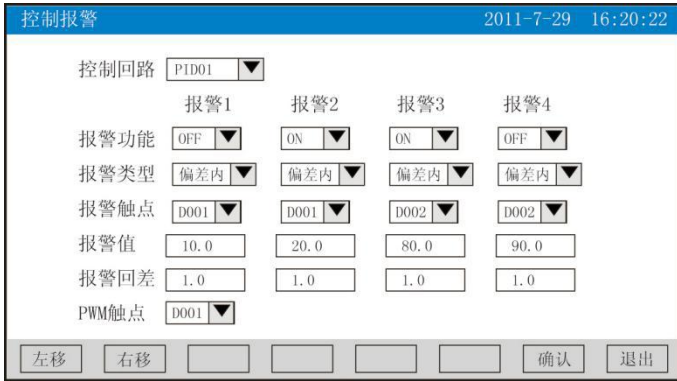 控制报警 2011-7-29 16:20:22
控制回路 PID01
报警1 报警2 报警3 报警4
报警功能 OFF ON ON OFF
报警类型 偏差内 偏差内 偏差内 偏差内
报警触点 D001 D001 D002 D002
报警值 10.0 20.0 80.0 90.0
报警回差 1.0 1.0 1.0 1.0
PWM触点 D001
左移 右移 确认 退出